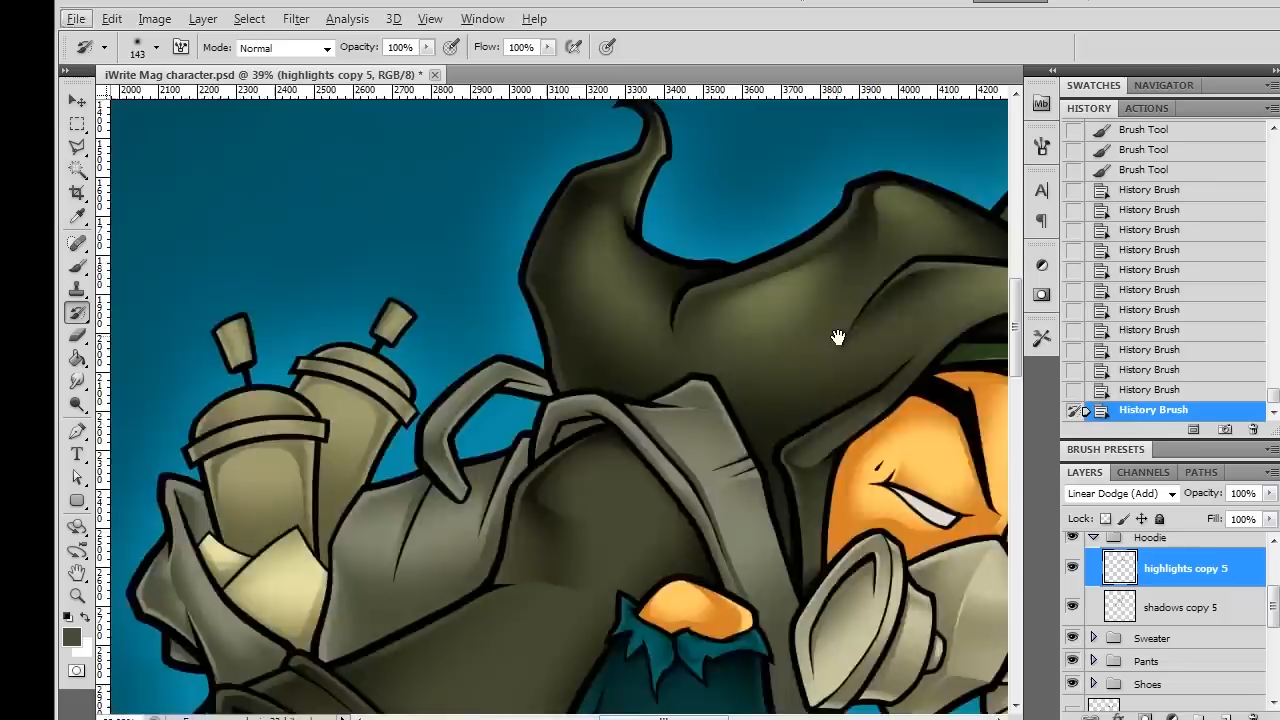 File Edit Image Layer Select Filter Analysis 3D View Window Help
143 Mode: Normal Opacity: 100% Flow: 100%
iWrite Mag character.psd @ 39% (highlights copy 5, RGB/8) *
2000 2100 2200 2300 2400 2500 2600 2700 2800 2900 3000 3100 3200 3300 3400 3500 3600 3700 3800 3900 4000 4100 4200
SWATCHES NAVIGATOR
HISTORY ACTIONS
Brush Tool
Brush Tool
Brush Tool
History Brush
History Brush
History Brush
History Brush
History Brush
History Brush
History Brush
History Brush
History Brush
History Brush
History Brush
History Brush
BRUSH PRESETS
LAYERS CHANNELS PATHS
Linear Dodge (Add) Opacity: 100%
Lock: Fill: 100%
Hoodie
highlights copy 5
shadows copy 5
Sweater
Pants
Shoes